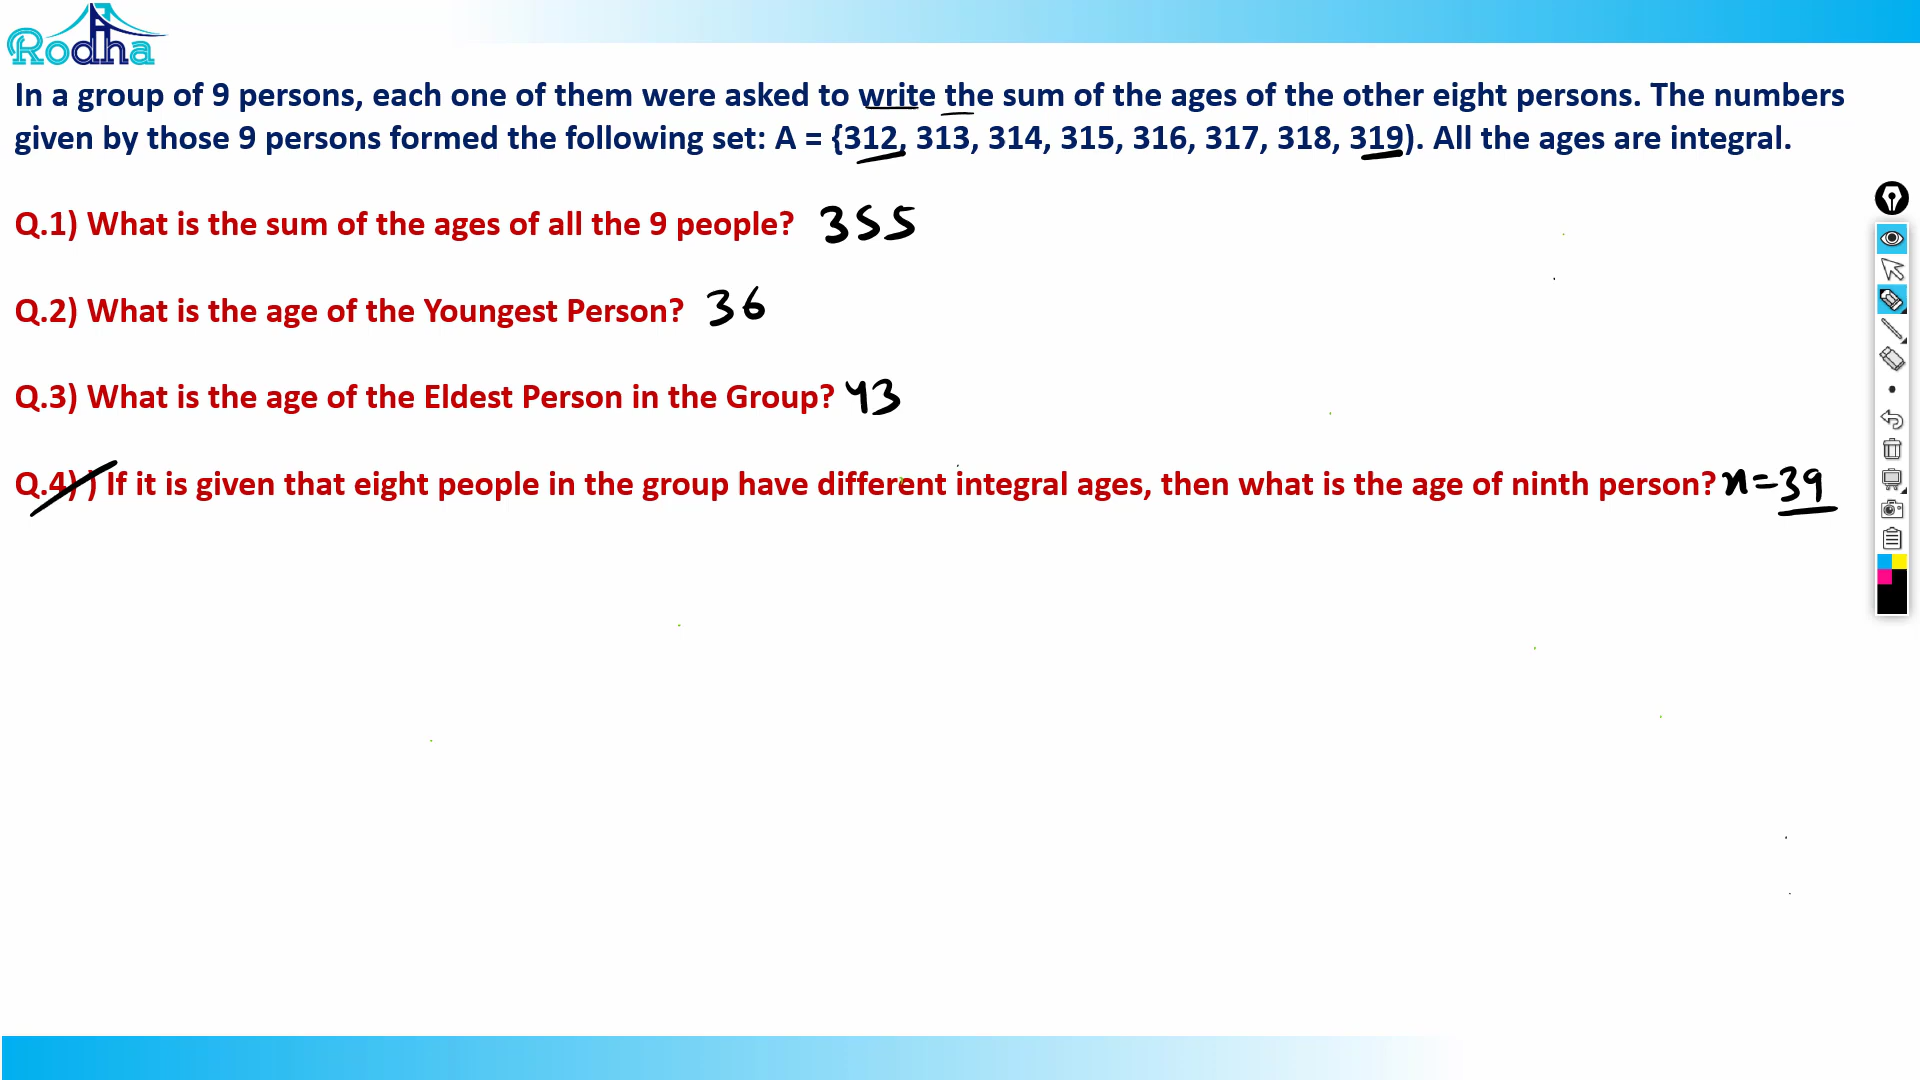 Rodha
In a group of 9 persons, each one of them were asked to write the sum of the ages of the other eight persons. The numbers
given by those 9 persons formed the following set: A = {312, 313, 314, 315, 316, 317, 318, 319). All the ages are integral.
Q.1) What is the sum of the ages of all the 9 people? 355
Q.2) What is the age of the Youngest Person? 36
Q.3) What is the age of the Eldest Person in the Group? 43
Q.4) ) If it is given that eight people in the group have different integral ages, then what is the age of ninth person? x=39